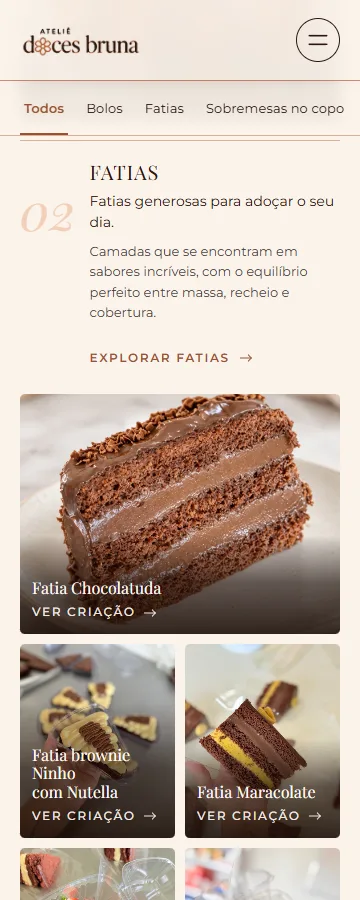 ATELIÊ
doces bruna
Todos Bolos Fatias Sobremesas no copo
02
FATIAS
Fatias generosas para adoçar o seu
dia.
Camadas que se encontram em
sabores incríveis, com o equilíbrio
perfeito entre massa, recheio e
cobertura.
EXPLORAR FATIAS →
Fatia Chocolatuda
VER CRIAÇÃO →
Fatia brownie
Ninho
com Nutella
VER CRIAÇÃO →
Fatia Maracolate
VER CRIAÇÃO →